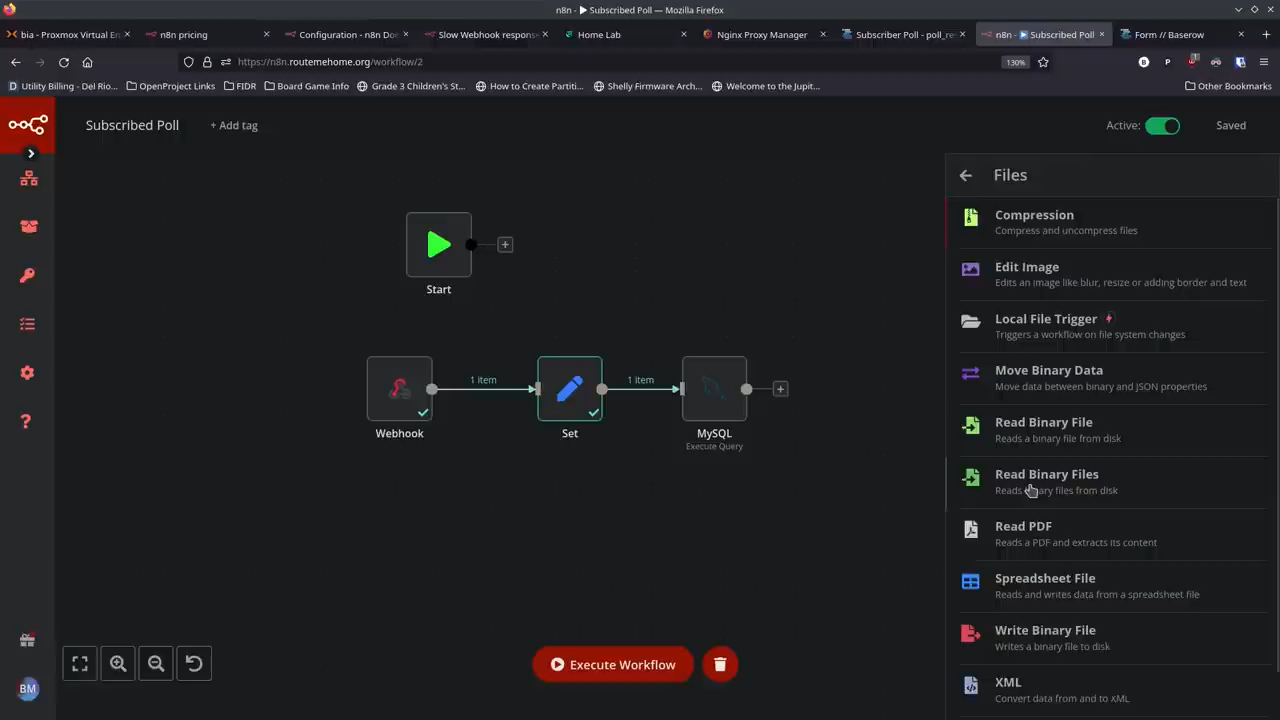 n8n - ▶ Subscribed Poll — Mozilla Firefox
bia - Proxmox Virtual En
n8n pricing
Configuration - n8n Do
Slow Webhook respons
Home Lab
Nginx Proxy Manager
Subscriber Poll - poll_re
n8n - ▶ Subscribed Poll
Form // Baserow
https://n8n.routemehome.org/workflow/2
130%
Utility Billing - Del Rio...
OpenProject Links
FIDR
Board Game Info
Grade 3 Children's St...
How to Create Partiti...
Shelly Firmware Arch...
Welcome to the Jupit...
Other Bookmarks
Subscribed Poll
+ Add tag
Active:
Saved
Files
Compression
Compress and uncompress files
Edit Image
Edits an image like blur, resize or adding border and text
Local File Trigger
Triggers a workflow on file system changes
Move Binary Data
Move data between binary and JSON properties
Read Binary File
Reads a binary file from disk
Read Binary Files
Reads binary files from disk
Read PDF
Reads a PDF and extracts its content
Spreadsheet File
Reads and writes data from a spreadsheet file
Write Binary File
Writes a binary file to disk
XML
Convert data from and to XML
Start
1 item
1 item
Webhook
Set
MySQL
Execute Query
Execute Workflow
BM